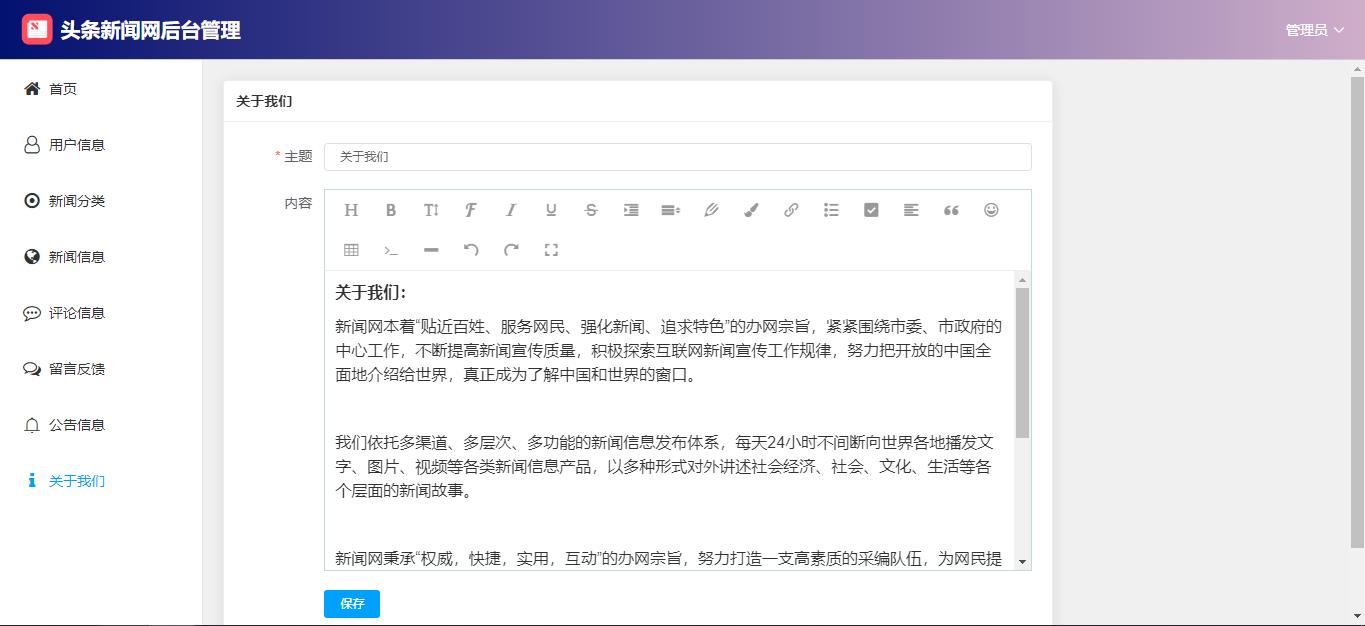 头条新闻网后台管理
管理员
首页
用户信息
新闻分类
新闻信息
评论信息
留言反馈
公告信息
关于我们
关于我们
* 主题
关于我们
内容
关于我们：
新闻网本着“贴近百姓、服务网民、强化新闻、追求特色”的办网宗旨，紧紧围绕市委、市政府的
中心工作，不断提高新闻宣传质量，积极探索互联网新闻宣传工作规律，努力把开放的中国全
面地介绍给世界，真正成为了解中国和世界的窗口。
我们依托多渠道、多层次、多功能的新闻信息发布体系，每天24小时不间断向世界各地播发文
字、图片、视频等各类新闻信息产品，以多种形式对外讲述社会经济、社会、文化、生活等各
个层面的新闻故事。
新闻网秉承“权威，快捷，实用，互动”的办网宗旨，努力打造一支高素质的采编队伍，为网民提
保存